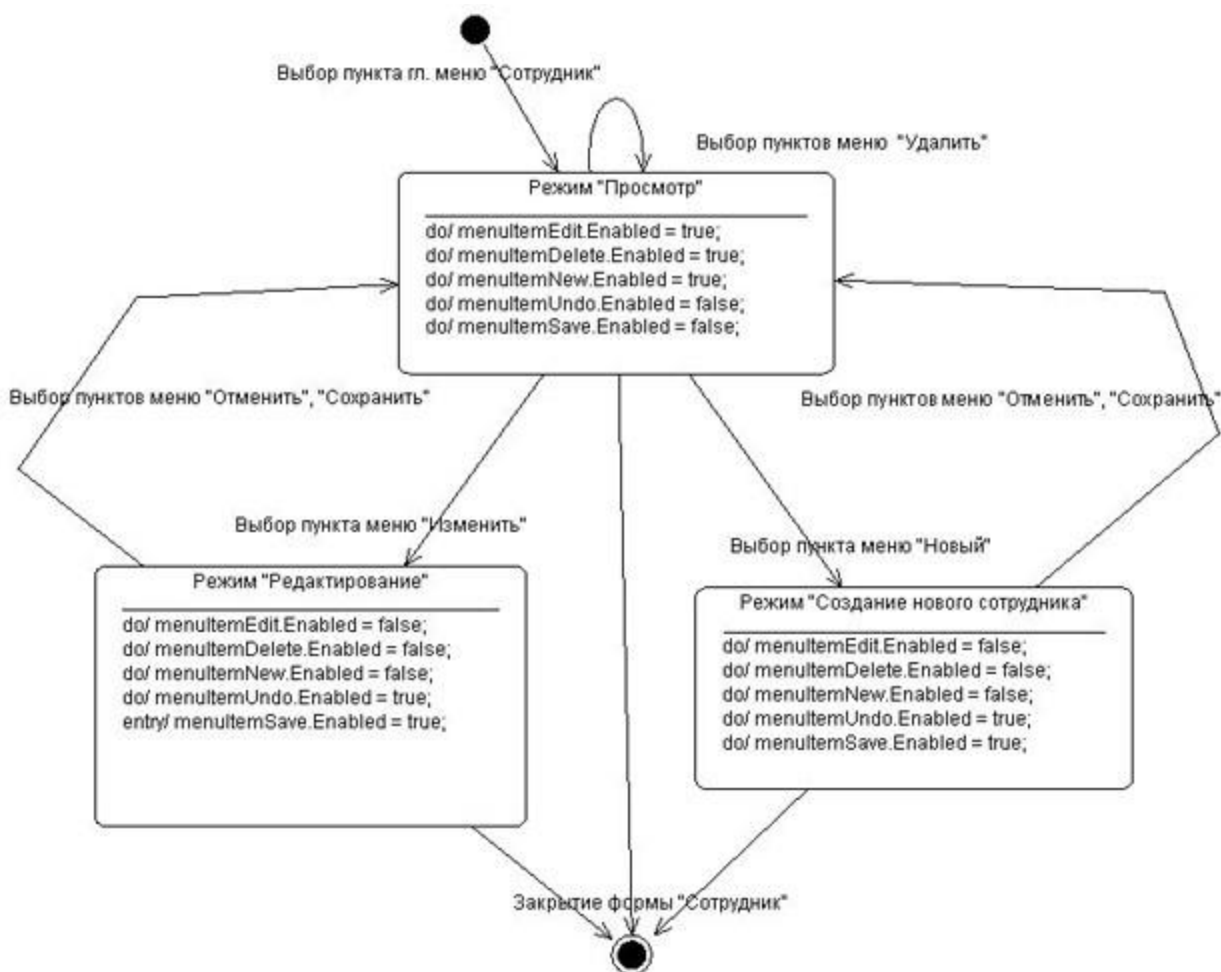 Выбор пункта гл. меню "Сотрудник"
Выбор пунктов меню "Удалить"
Режим "Просмотр"
do/ menuItemEdit.Enabled = true;
do/ menuItemDelete.Enabled = true;
do/ menuItemNew.Enabled = true;
do/ menuItemUndo.Enabled = false;
do/ menuItemSave.Enabled = false;
Выбор пунктов меню "Отменить", "Сохранить"
Выбор пунктов меню "Отменить", "Сохранить"
Выбор пункта меню "Изменить"
Выбор пункта меню "Новый"
Режим "Редактирование"
do/ menuItemEdit.Enabled = false;
do/ menuItemDelete.Enabled = false;
do/ menuItemNew.Enabled = false;
do/ menuItemUndo.Enabled = true;
entry/ menuItemSave.Enabled = true;
Режим "Создание нового сотрудника"
do/ menuItemEdit.Enabled = false;
do/ menuItemDelete.Enabled = false;
do/ menuItemNew.Enabled = false;
do/ menuItemUndo.Enabled = true;
do/ menuItemSave.Enabled = true;
Закрытие формы "Сотрудник"